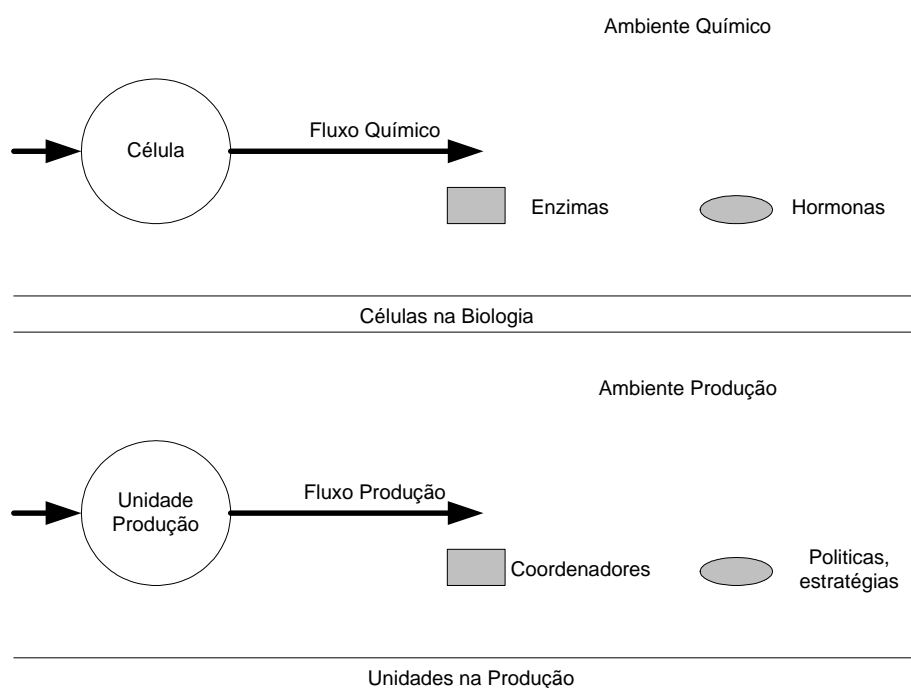 Ambiente Químico
Fluxo Químico
Célula
Enzimas
Hormonas
Células na Biologia
Ambiente Produção
Fluxo Produção
Unidade
Produção
Coordenadores
Politicas,
estratégias
Unidades na Produção